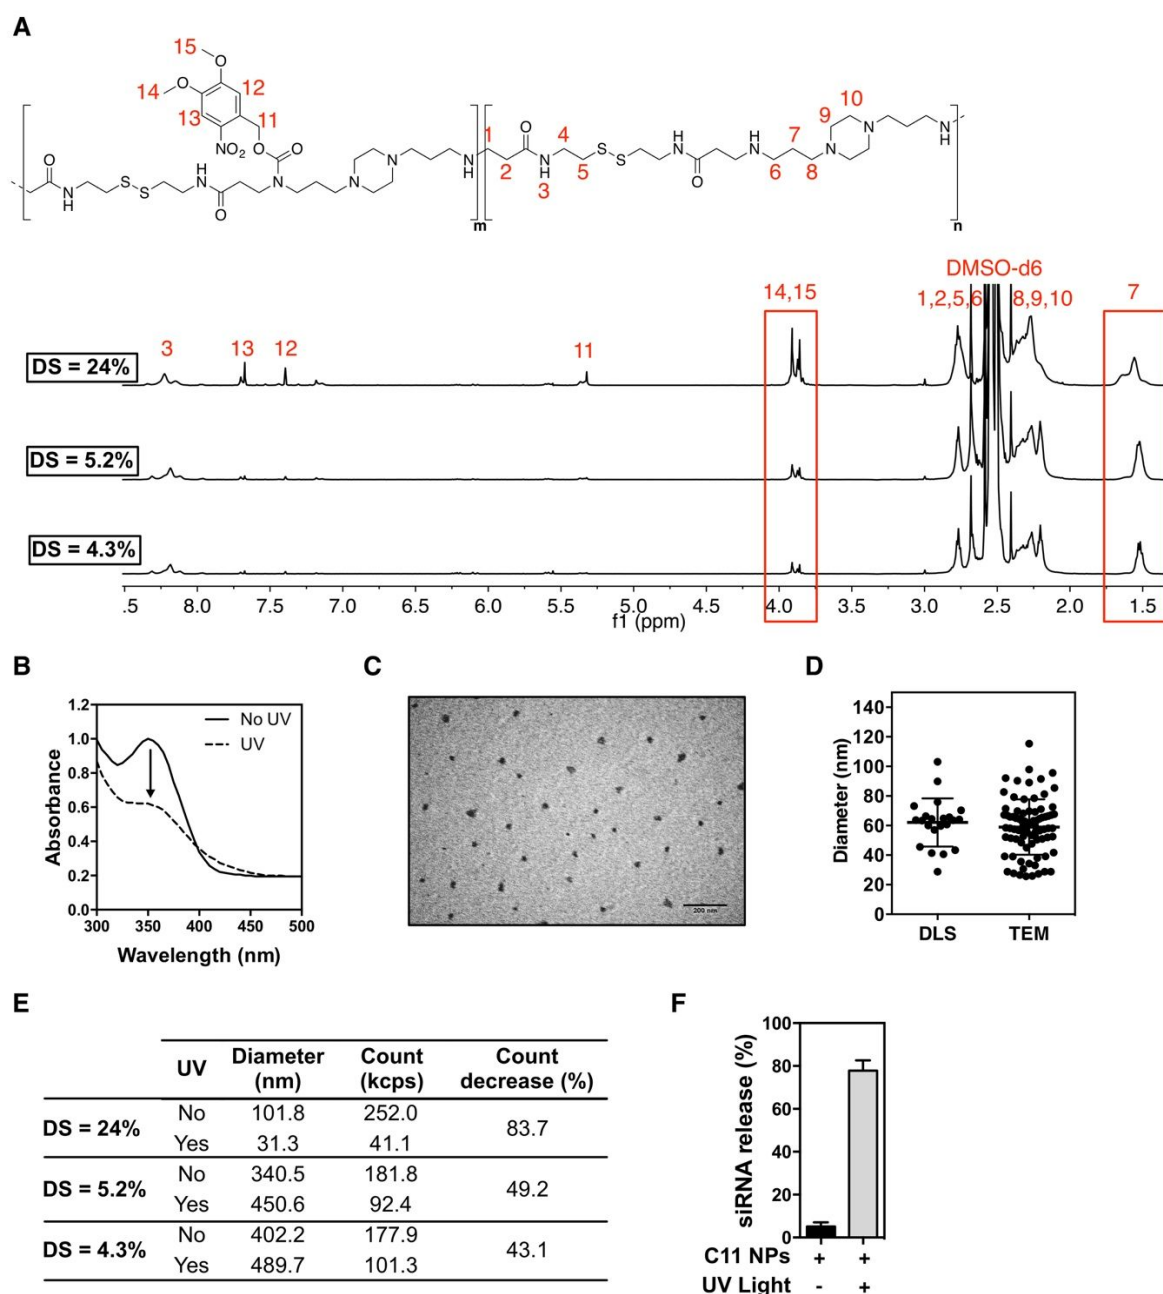 A
15
O
14
O
12
13
11
NO₂
O
O
O
N
H
S
S
H
N
O
N
N
N
N
H
m
1
O
2
N
H
3
4
5
S
S
H
N
O
H
N
6
7
8
9
10
N
N
H
N
n
DMSO-d6
14,15
1,2,5,6
8,9,10
7
3
13
12
11
DS = 24%
DS = 5.2%
DS = 4.3%
.5 8.0 7.5 7.0 6.5 6.0 5.5 5.0 4.5 4.0 3.5 3.0 2.5 2.0 1.5
f1 (ppm)
B
1.2
1.0
0.8
0.6
0.4
0.2
0.0
Absorbance
No UV
UV
300 350 400 450 500
Wavelength (nm)
C
200 nm
D
140
120
100
80
60
40
20
0
Diameter (nm)
DLS TEM
E
UV Diameter (nm) Count (kcps) Count decrease (%)
DS = 24% No 101.8 252.0 83.7
Yes 31.3 41.1
DS = 5.2% No 340.5 181.8 49.2
Yes 450.6 92.4
DS = 4.3% No 402.2 177.9 43.1
Yes 489.7 101.3
F
100
80
60
40
20
0
siRNA release (%)
C11 NPs + +
UV Light - +